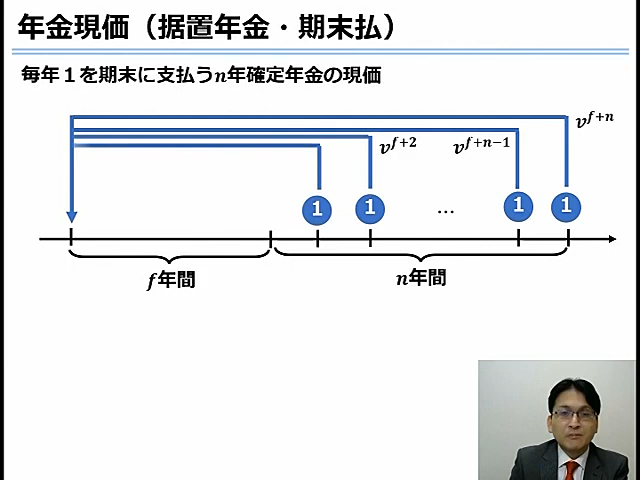 年金現価（据置年金・期末払）
毎年１を期末に支払うn年確定年金の現価
v^{f+n}
v^{f+2}
v^{f+n-1}
1
1
…
1
1
f年間
n年間